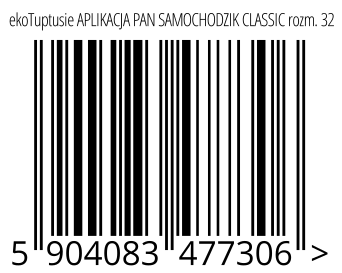 ekoTuptusie APLIKACJA PAN SAMOCHODZIK CLASSIC rozm. 32
5 904083 477306 >